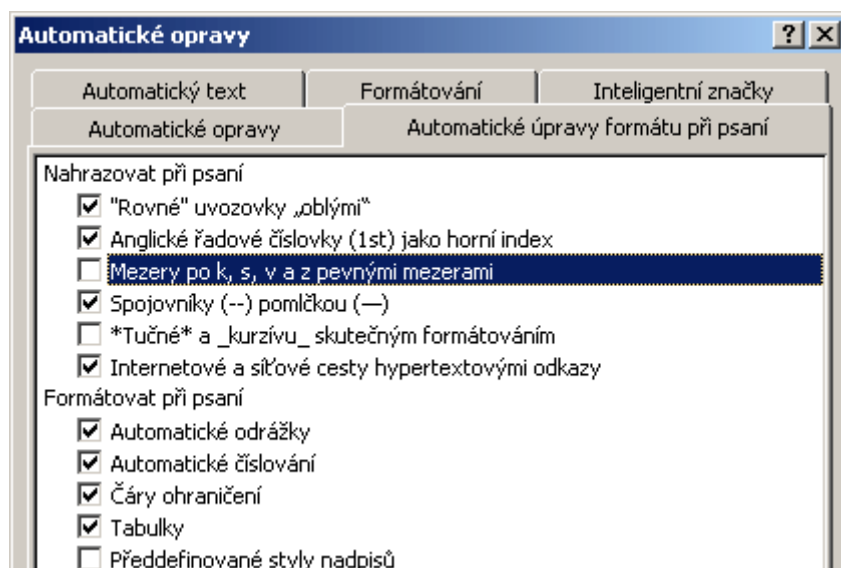 Automatické opravy
Automatický text Formátování Inteligentní značky
Automatické opravy Automatické úpravy formátu při psaní
Nahrazovat při psaní
"Rovné" uvozovky „oblými“
Anglické řadové číslovky (1st) jako horní index
Mezery po k, s, v a z pevnými mezerami
Spojovníky (--) pomlčkou (—)
*Tučné* a _kurzívu_ skutečným formátováním
Internetové a síťové cesty hypertextovými odkazy
Formátovat při psaní
Automatické odrážky
Automatické číslování
Čáry ohraničení
Tabulky
Předdefinované styly nadpisů